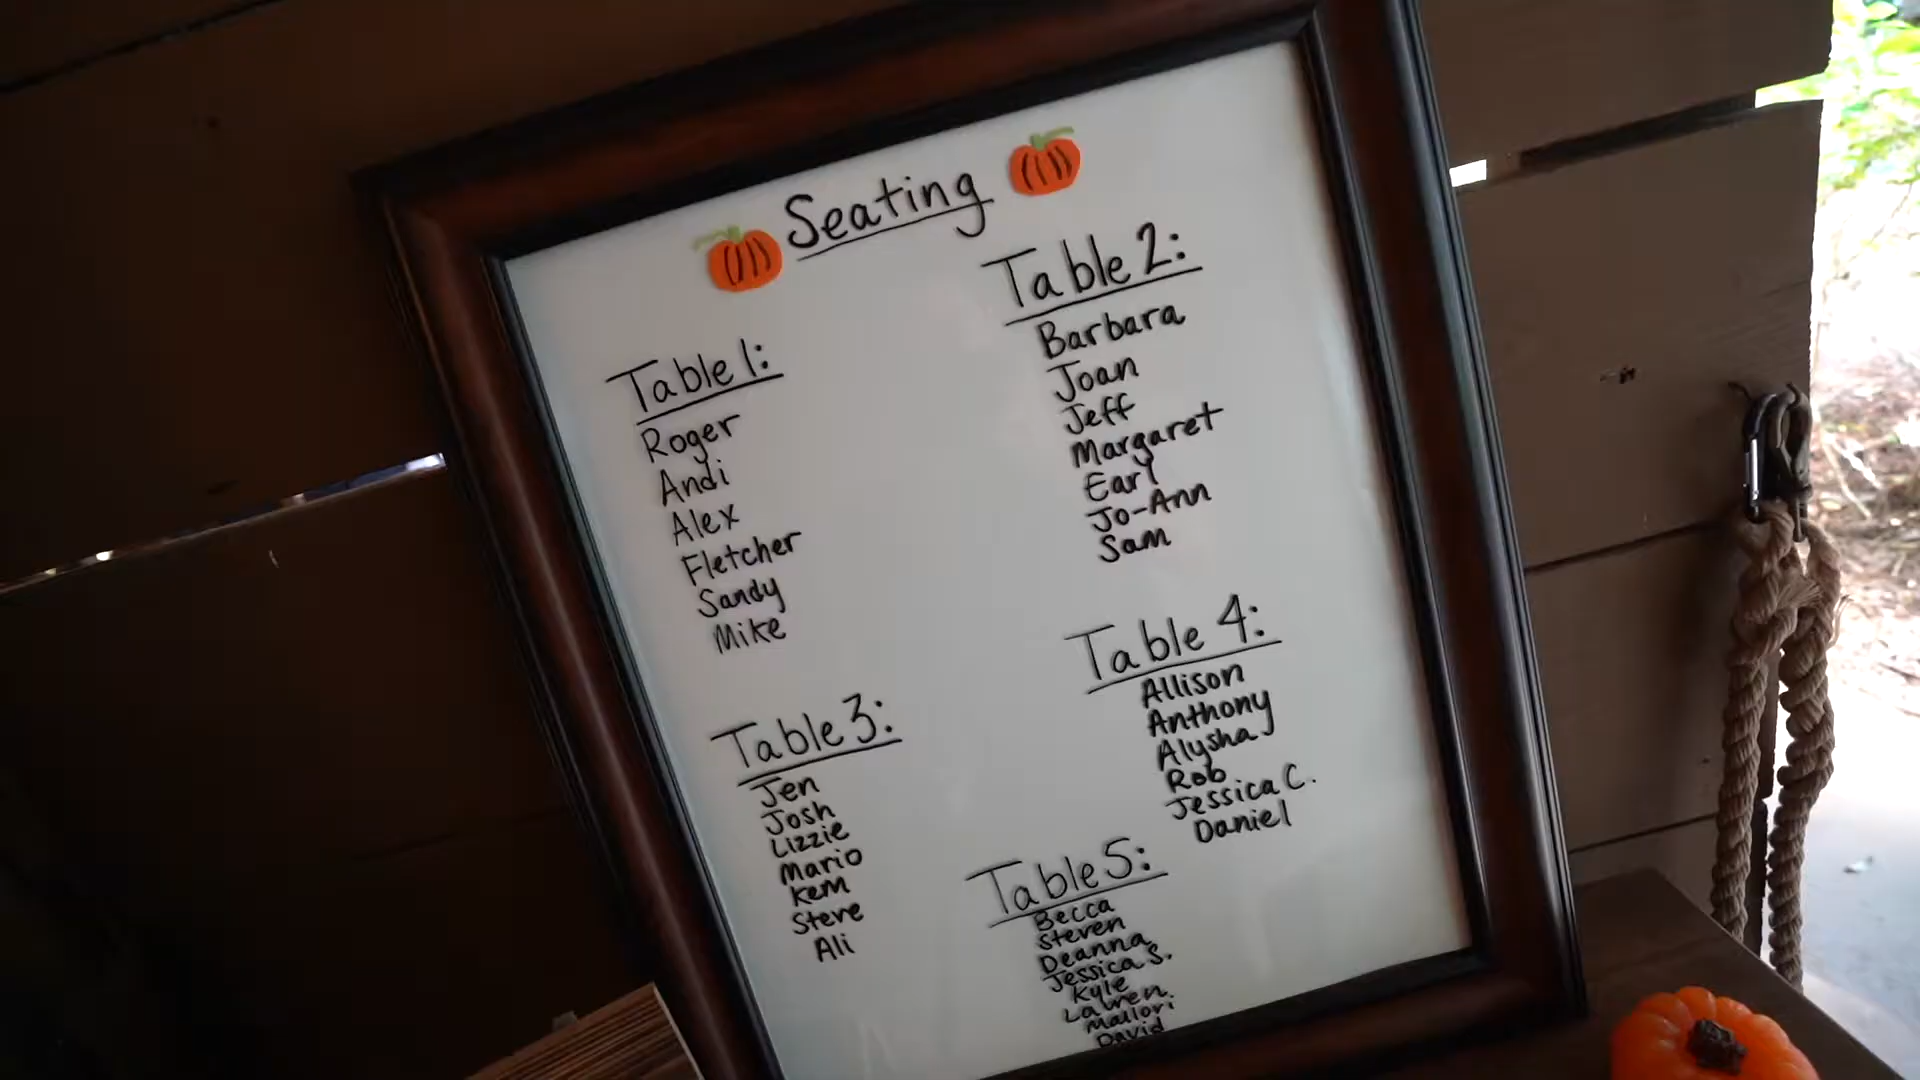 Seating
Table 1:
Roger
Andi
Alex
Fletcher
Sandy
Mike
Table 2:
Barbara
Joan
Jeff
Margaret
Earl
Jo-Ann
Sam
Table 3:
Jen
Josh
Lizzie
Mario
Kem
Steve
Ali
Table 4:
Allison
Anthony
Alysha
Rob
Jessica C.
Daniel
Table 5:
Becca
Steven
Deanna
Jessica S.
Kyle
Lauren
Mallori
David